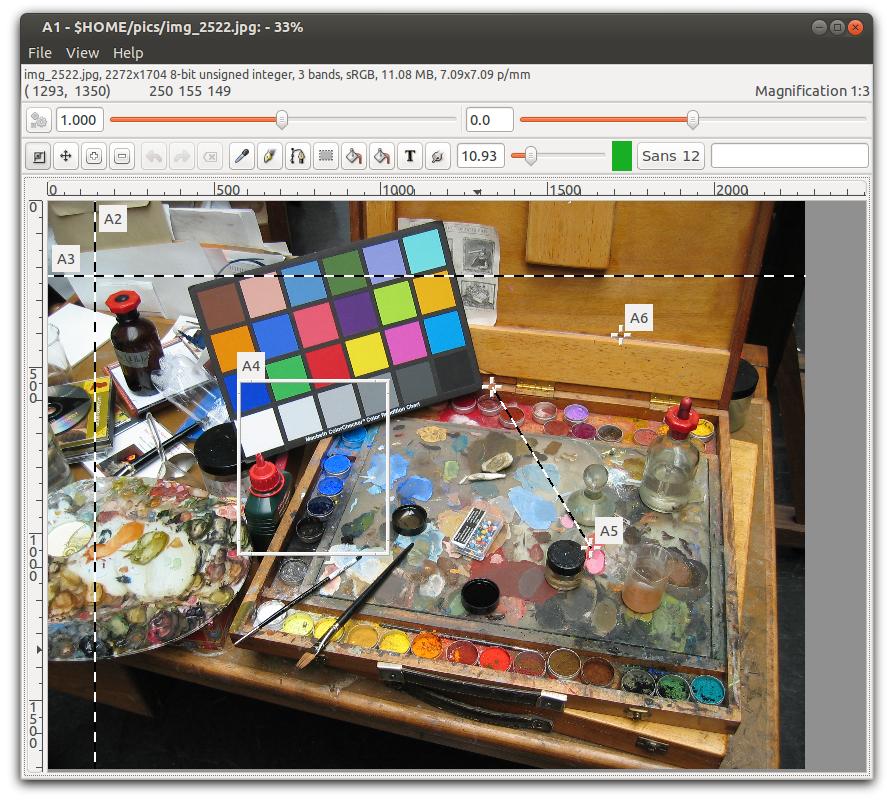 A1 - $HOME/pics/img_2522.jpg: - 33%
File View Help
img_2522.jpg, 2272x1704 8-bit unsigned integer, 3 bands, sRGB, 11.08 MB, 7.09x7.09 p/mm
( 1293, 1350) 250 155 149 Magnification 1:3
1.000 0.0
T 10.93 Sans 12
0 500 1000 1500 2000
0
500
1000
1500
A2
A3
A6
A4
Macbeth ColorChecker Color Rendition Chart
A5